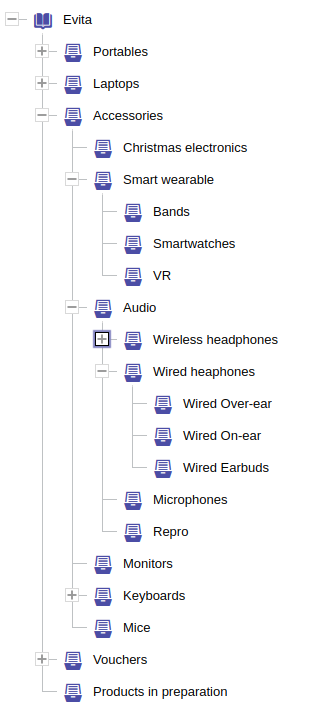 Evita
Portables
Laptops
Accessories
Christmas electronics
Smart wearable
Bands
Smartwatches
VR
Audio
Wireless headphones
Wired heaphones
Wired Over-ear
Wired On-ear
Wired Earbuds
Microphones
Repro
Monitors
Keyboards
Mice
Vouchers
Products in preparation